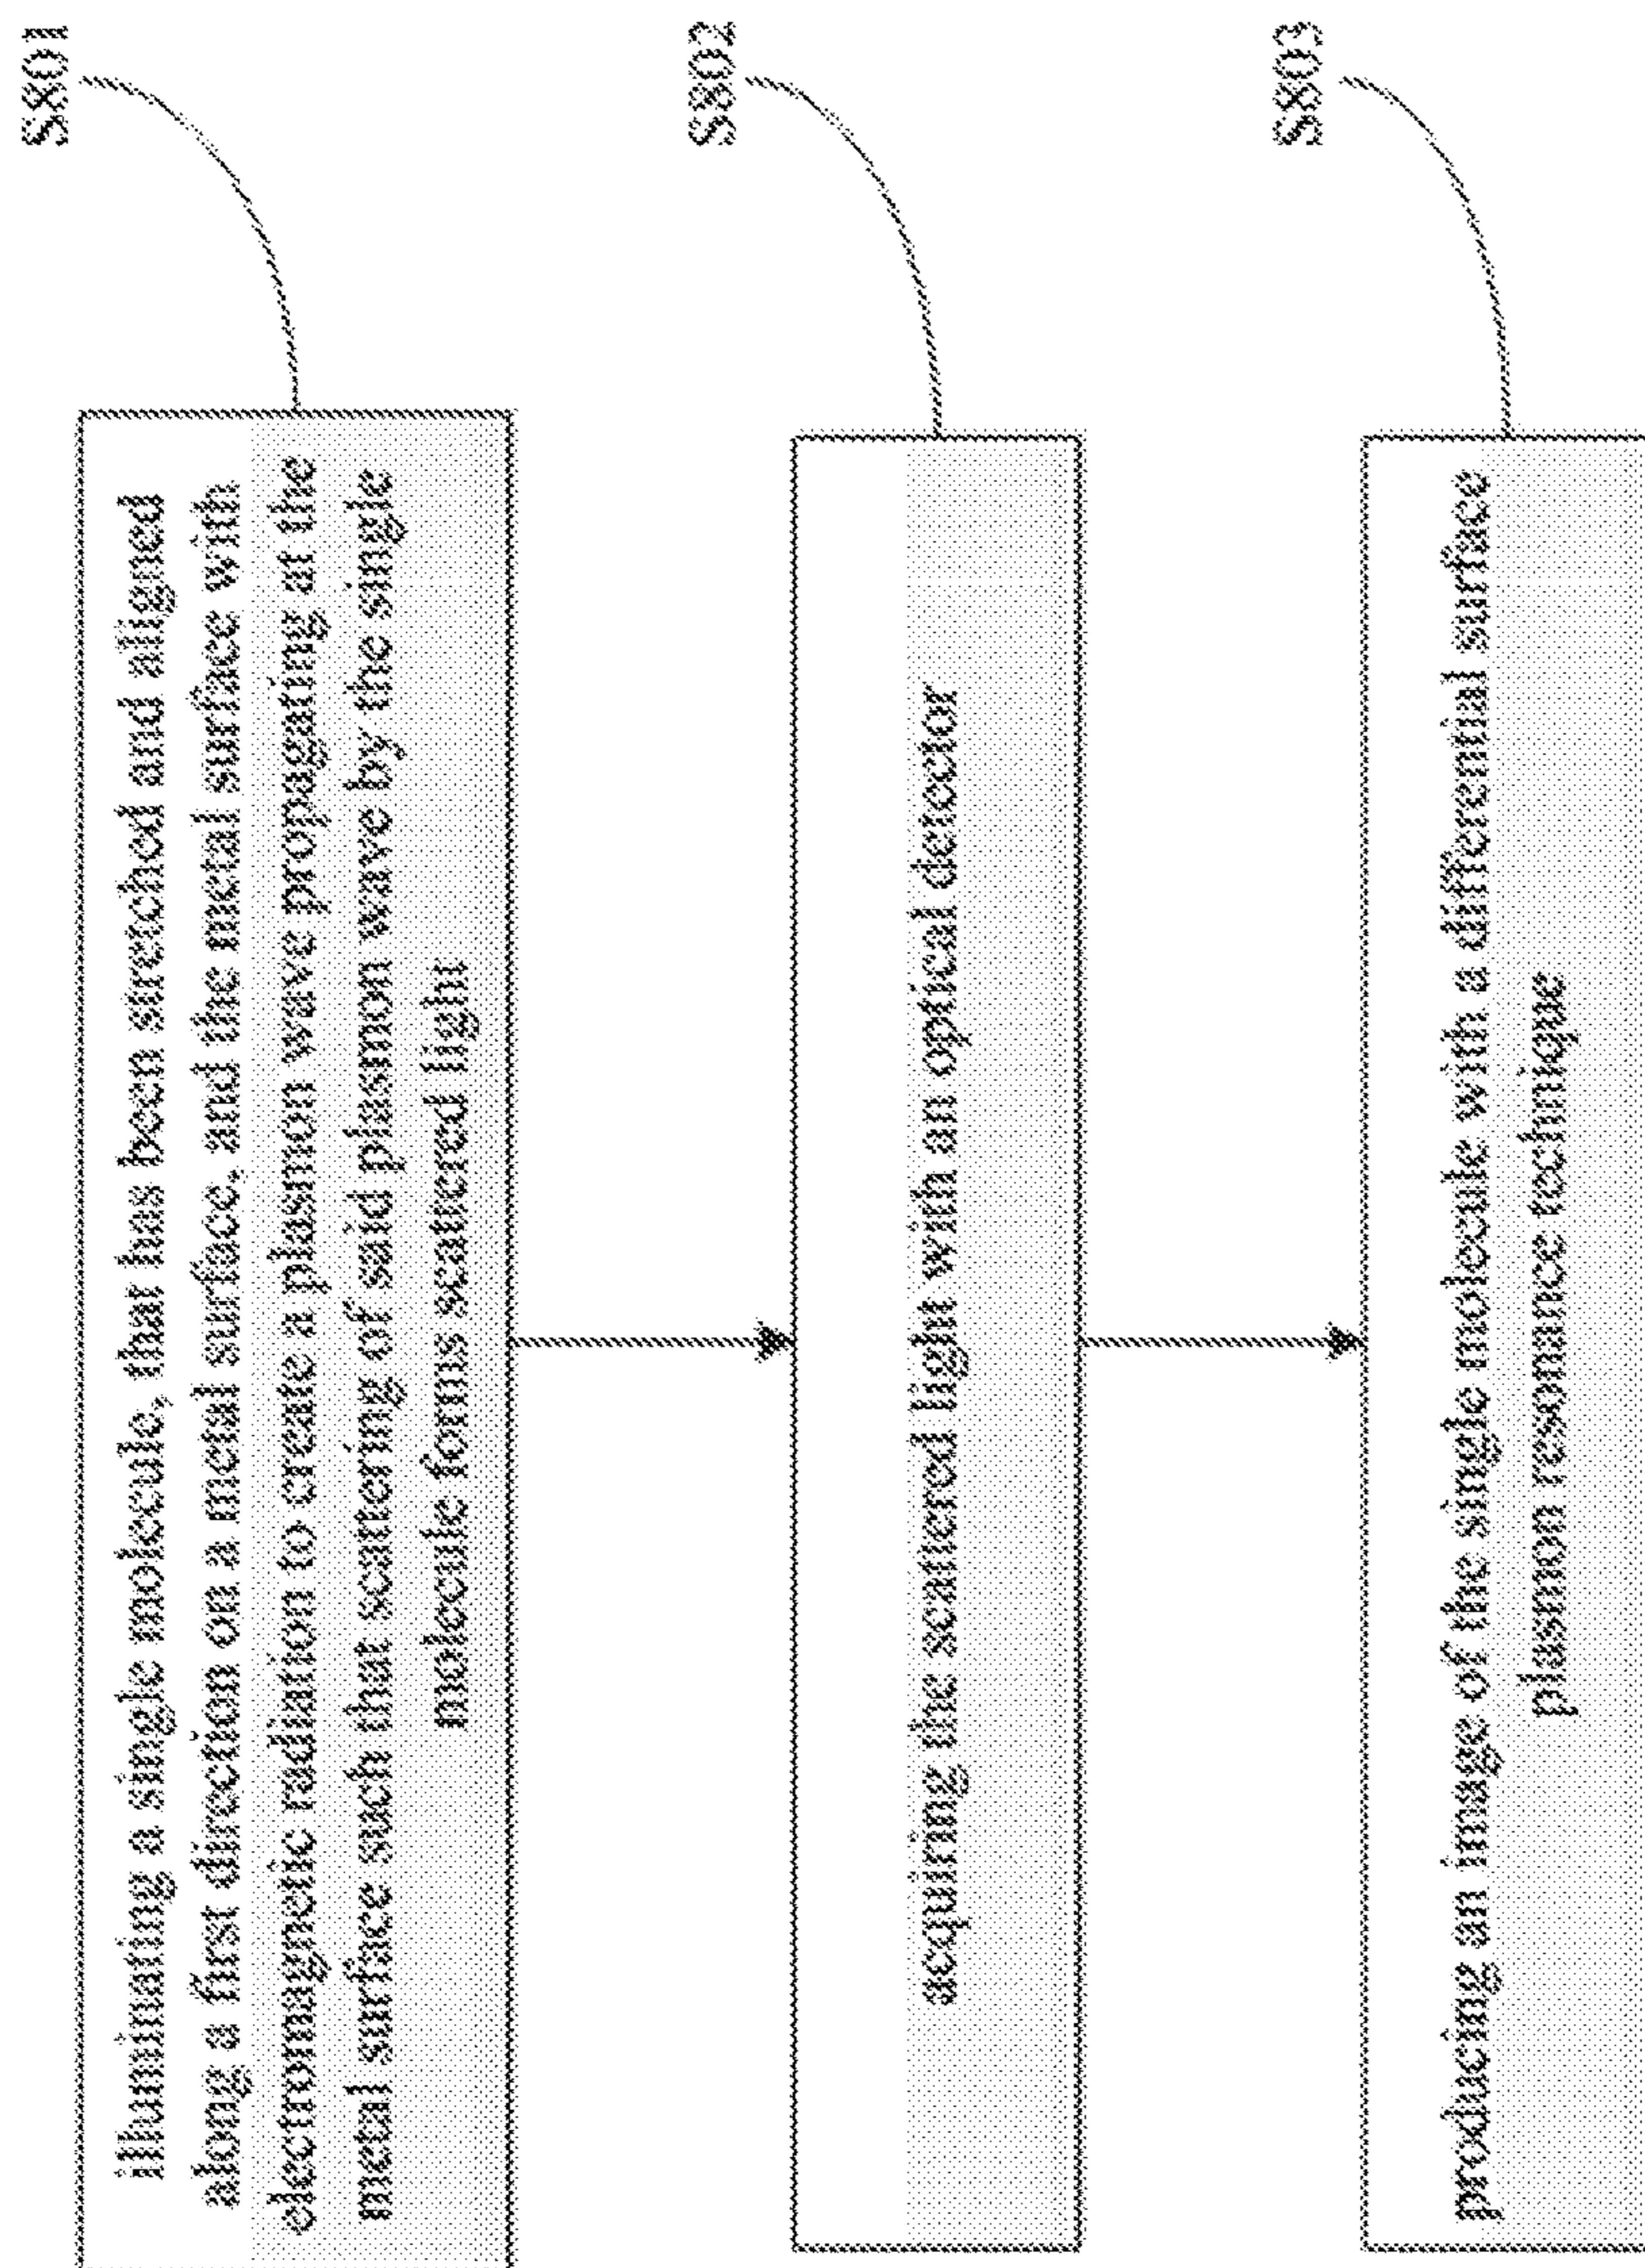 S801
illuminating a single molecule, that has been stretched and aligned
along a first direction on a metal surface, and the metal surface with
electromagnetic radiation to create a plasmon wave propagating at the
metal surface such that scattering of said plasmon wave by the single
molecule forms scattered light
S802
acquiring the scattered light with an optical detector
S803
producing an image of the single molecule with a differential surface
plasmon resonance technique